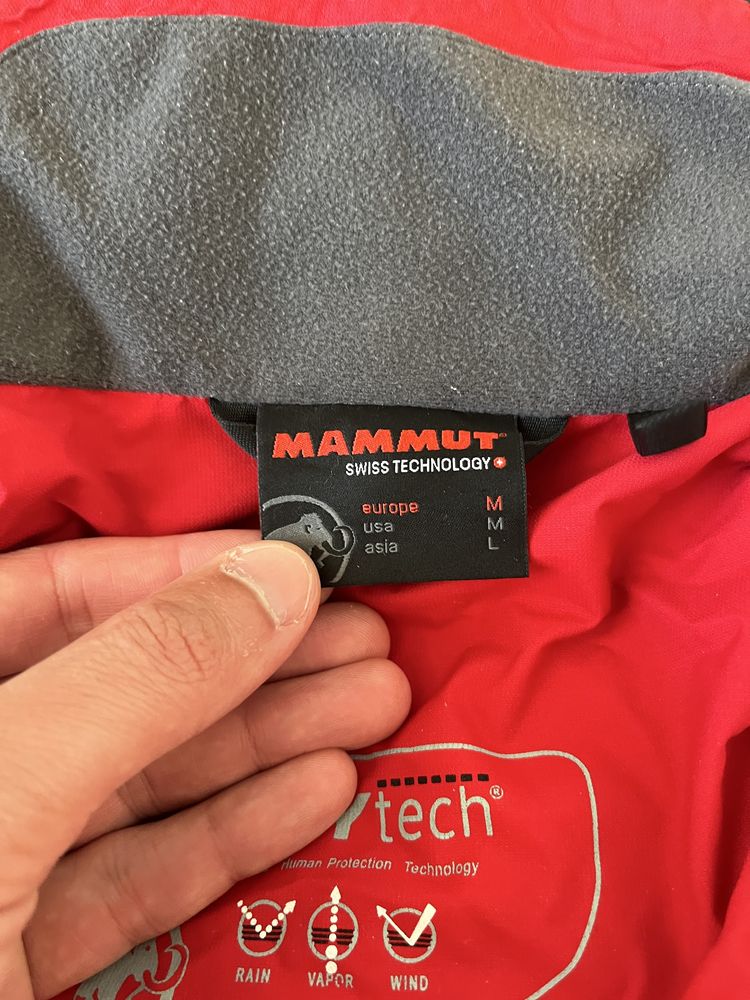 MAMMUT
SWISS TECHNOLOGY
europe M
usa M
asia L
tech®
Human Protection Technology
RAIN VAPOR WIND